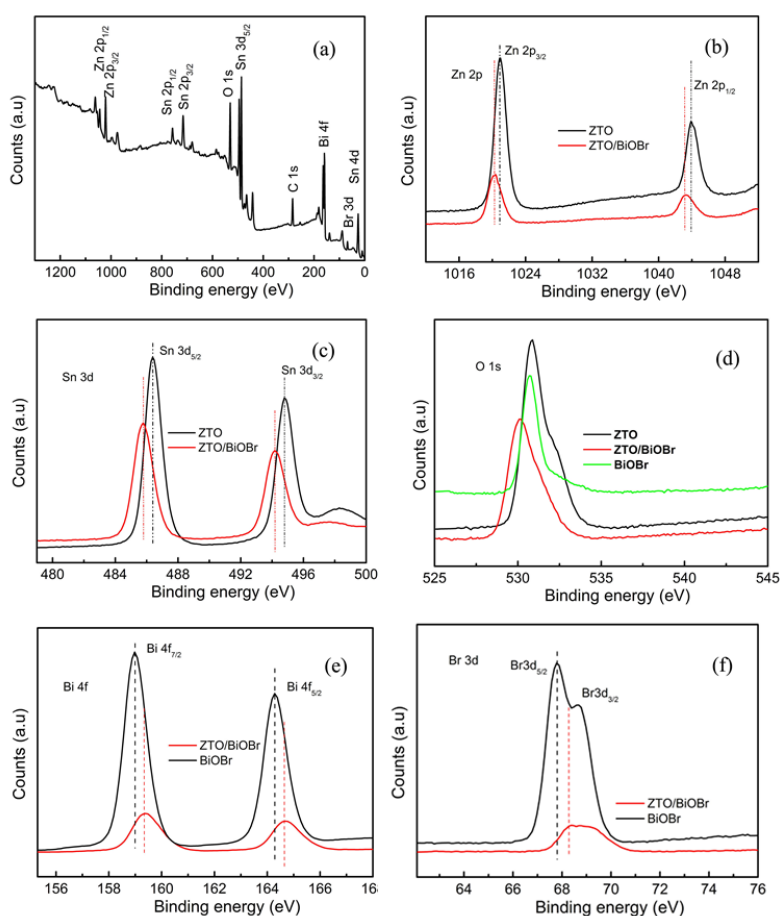 (a)
Zn 2p1/2
Zn 2p3/2
Sn 2p1/2
Sn 2p3/2
O 1s
Sn 3d5/2
C 1s
Bi 4f
Br 3d
Sn 4d
Counts (a.u)
1200 1000 800 600 400 200 0
Binding energy (eV)
(b)
Zn 2p
Zn 2p3/2
Zn 2p1/2
ZTO
ZTO/BiOBr
Counts (a.u)
1016 1024 1032 1040 1048
Binding energy (eV)
(c)
Sn 3d
Sn 3d5/2
Sn 3d3/2
ZTO
ZTO/BiOBr
Counts (a.u)
480 484 488 492 496 500
Binding energy (eV)
(d)
O 1s
ZTO
ZTO/BiOBr
BiOBr
Counts (a.u)
525 530 535 540 545
Binding energy (eV)
(e)
Bi 4f
Bi 4f7/2
Bi 4f5/2
ZTO/BiOBr
BiOBr
Counts (a.u)
156 158 160 162 164 166 168
Binding energy (eV)
(f)
Br 3d
Br3d5/2
Br3d3/2
ZTO/BiOBr
BiOBr
Counts (a.u)
64 66 68 70 72 74 76
Binding energy (eV)